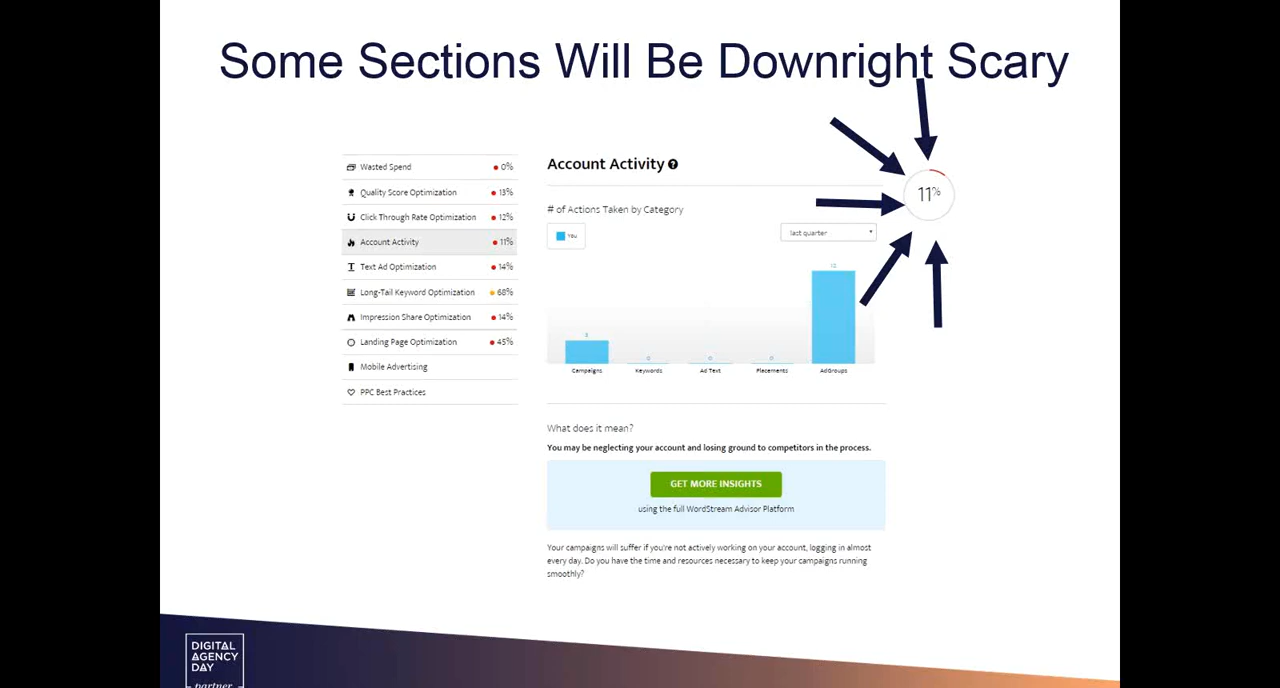 Some Sections Will Be Downright Scary
Wasted Spend 0%
Quality Score Optimization 13%
Click Through Rate Optimization 12%
Account Activity 11%
Text Ad Optimization 14%
Long-Tail Keyword Optimization 68%
Impression Share Optimization 14%
Landing Page Optimization 45%
Mobile Advertising
PPC Best Practices
Account Activity ?
11%
# of Actions Taken by Category
You
last quarter
Campaigns Keywords Ad Text Placements AdGroups
What does it mean?
You may be neglecting your account and losing ground to competitors in the process.
GET MORE INSIGHTS
using the full WordStream Advisor Platform
Your campaigns will suffer if you're not actively working on your account, logging in almost
every day. Do you have the time and resources necessary to keep your campaigns running
smoothly?
DIGITAL
AGENCY
DAY
partner